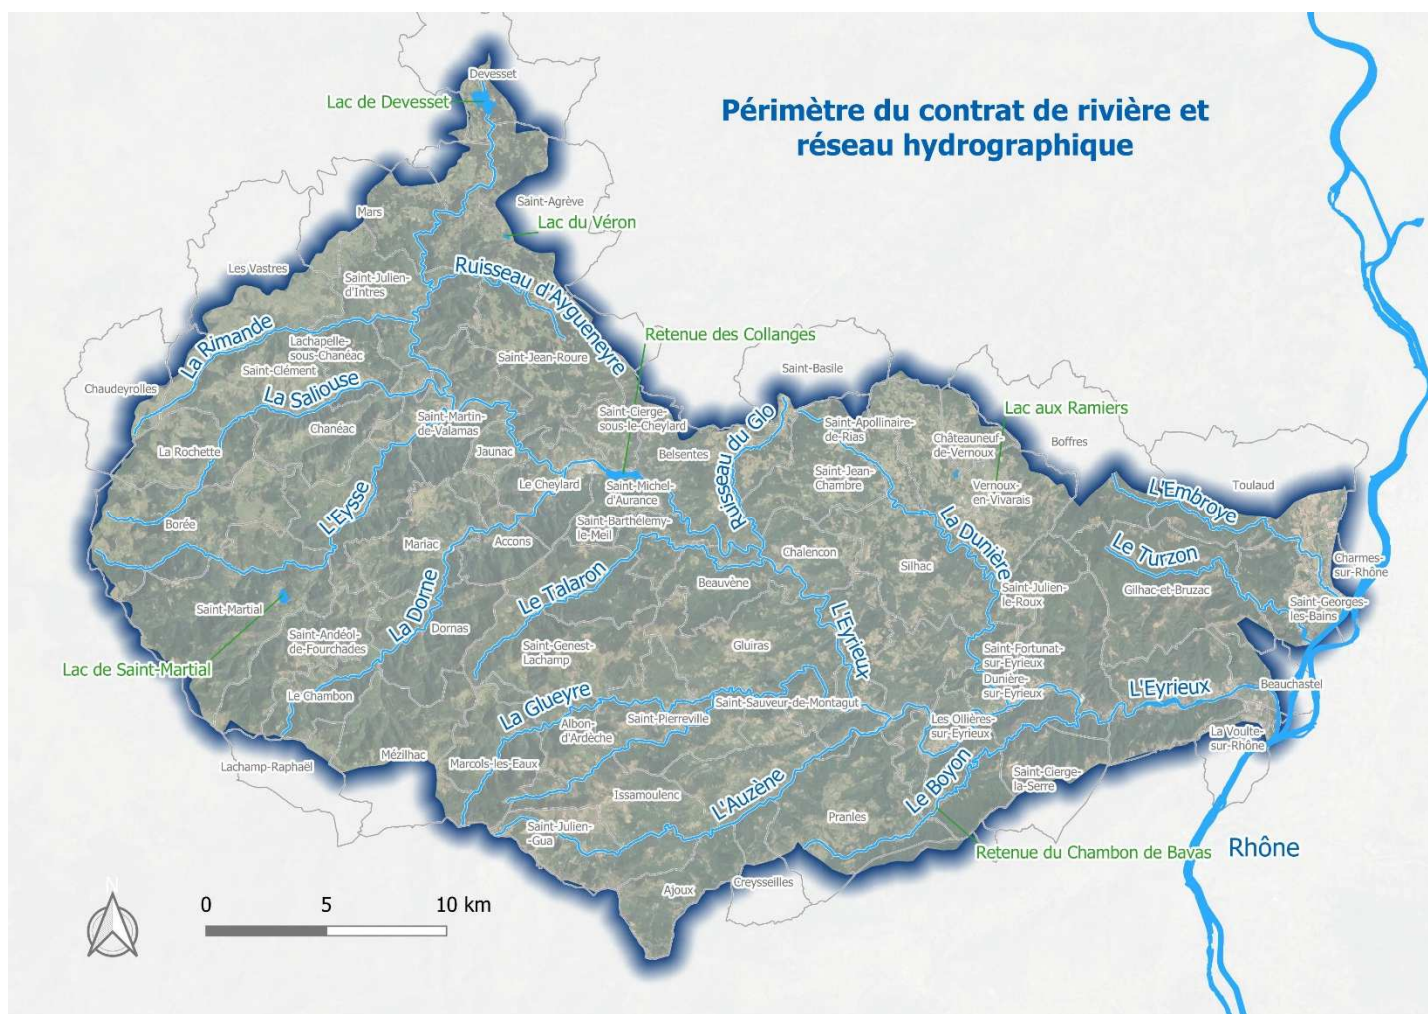 Périmètre du contrat de rivière et
réseau hydrographique
Devesset
Lac de Devesset
Saint-Agrève
Mars
Lac du Véron
Les Vastres
Saint-Julien-
d'Intres
Ruisseau d'Aygueneyre
La Rimande
Lachapelle-
sous-Chanéac
Retenue des Collanges
Saint-Jean-Roure
Saint-Clément
Saint-Basile
Chaudeyrolles
La Saliouse
Saint-Martin-
de-Valamas
Saint-Cierge-
sous-le-Cheylard
Ruisseau du Glo
Saint-Apollinaire-
de-Rias
Lac aux Ramiers
Châteauneuf-
de-Vernoux
Boffres
Chanéac
La Rochette
Jaunac
Belsentes
Saint-Jean-
Chambre
Le Cheylard
Saint-Michel-
d'Aurance
Vernoux-
en-Vivarais
L'Embroye
Toulaud
L'Eysse
Borée
Saint-Barthélemy-
le-Meil
Mariac
Accons
Chalencon
La Dunière
Le Turzon
Charmes-
sur-Rhône
Silhac
Beauvène
Le Talaron
Saint-Julien-
le-Roux
Gilhac-et-Bruzac
Saint-Georges-
les-Bains
Saint-Martial
La Dorne
Dornas
L'Eyrieux
Saint-Andéol-
de-Fourchades
Saint-Genest-
Lachamp
Gluiras
Saint-Fortunat-
sur-Eyrieux
Lac de Saint-Martial
Dunière-
sur-Eyrieux
L'Eyrieux
Beauchastel
Le Chambon
La Glueyre
Saint-Sauveur-de-Montagut
Albon-
d'Ardèche
Saint-Pierreville
Les Ollières-
sur-Eyrieux
La Voulte-
sur-Rhône
Mézilhac
Lachamp-Raphaël
Marcols-les-Eaux
Le Boyon
Saint-Cierge-
la-Serre
Issamoulenc
L'Auzène
Pranles
Saint-Julien-
-Gua
Retenue du Chambon de Bavas
Rhône
Ajoux
Creysseilles
N
0 5 10 km